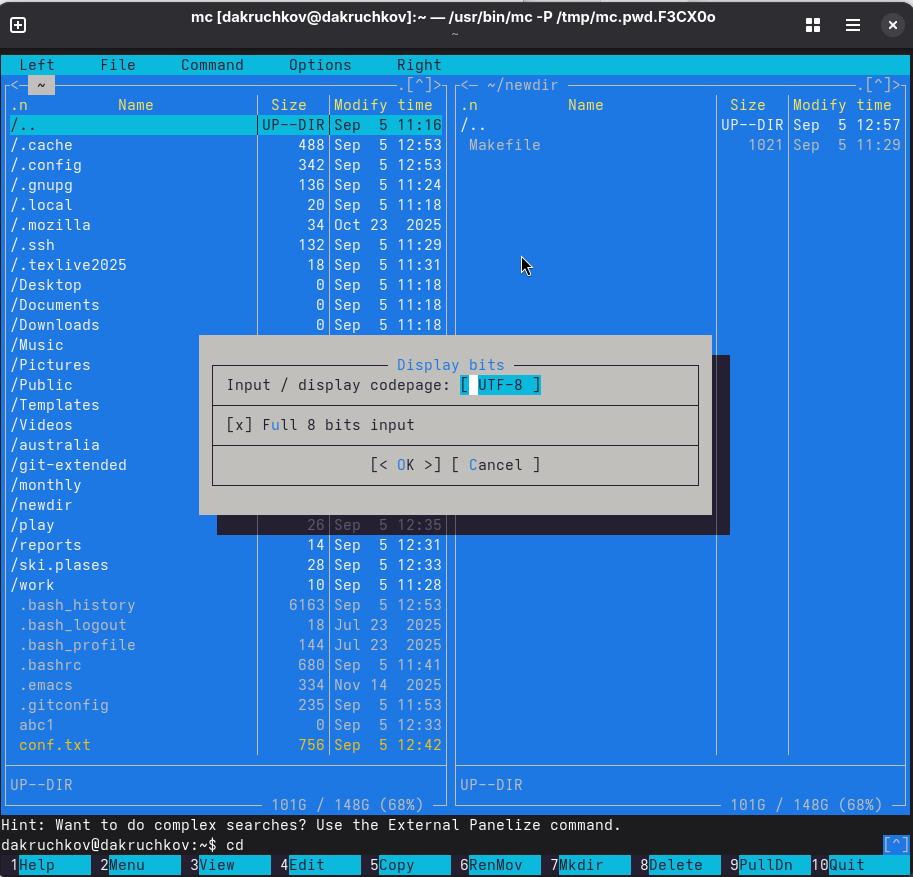 mc [dakruchkov@dakruchkov]:~ — /usr/bin/mc -P /tmp/mc.pwd.F3CX0o
~
Left File Command Options Right
<— ~ .[^]> <— ~/newdir .[^]>
.n Name Size Modify time .n Name Size Modify time
/.. UP--DIR Sep 5 11:16 /.. UP--DIR Sep 5 12:57
/.cache 488 Sep 5 12:53 Makefile 1021 Sep 5 11:29
/.config 342 Sep 5 12:53
/.gnupg 136 Sep 5 11:24
/.local 20 Sep 5 11:18
/.mozilla 34 Oct 23 2025
/.ssh 132 Sep 5 11:29
/.texlive2025 18 Sep 5 11:31
/Desktop 0 Sep 5 11:18
/Documents 0 Sep 5 11:18
/Downloads 0 Sep 5 11:18
/Music
/Pictures Display bits
/Public Input / display codepage: [ UTF-8 ]
/Templates
/Videos [x] Full 8 bits input
/australia
/git-extended [< OK >] [ Cancel ]
/monthly
/newdir
/play 26 Sep 5 12:35
/reports 14 Sep 5 12:31
/ski.plases 28 Sep 5 12:33
/work 10 Sep 5 11:28
.bash_history 6163 Sep 5 12:53
.bash_logout 18 Jul 23 2025
.bash_profile 144 Jul 23 2025
.bashrc 680 Sep 5 11:41
.emacs 334 Nov 14 2025
.gitconfig 235 Sep 5 11:53
abc1 0 Sep 5 12:33
conf.txt 756 Sep 5 12:42
UP--DIR UP--DIR
101G / 148G (68%) 101G / 148G (68%)
Hint: Want to do complex searches? Use the External Panelize command.
dakruchkov@dakruchkov:~$ cd [^]
1Help 2Menu 3View 4Edit 5Copy 6RenMov 7Mkdir 8Delete 9PullDn 10Quit